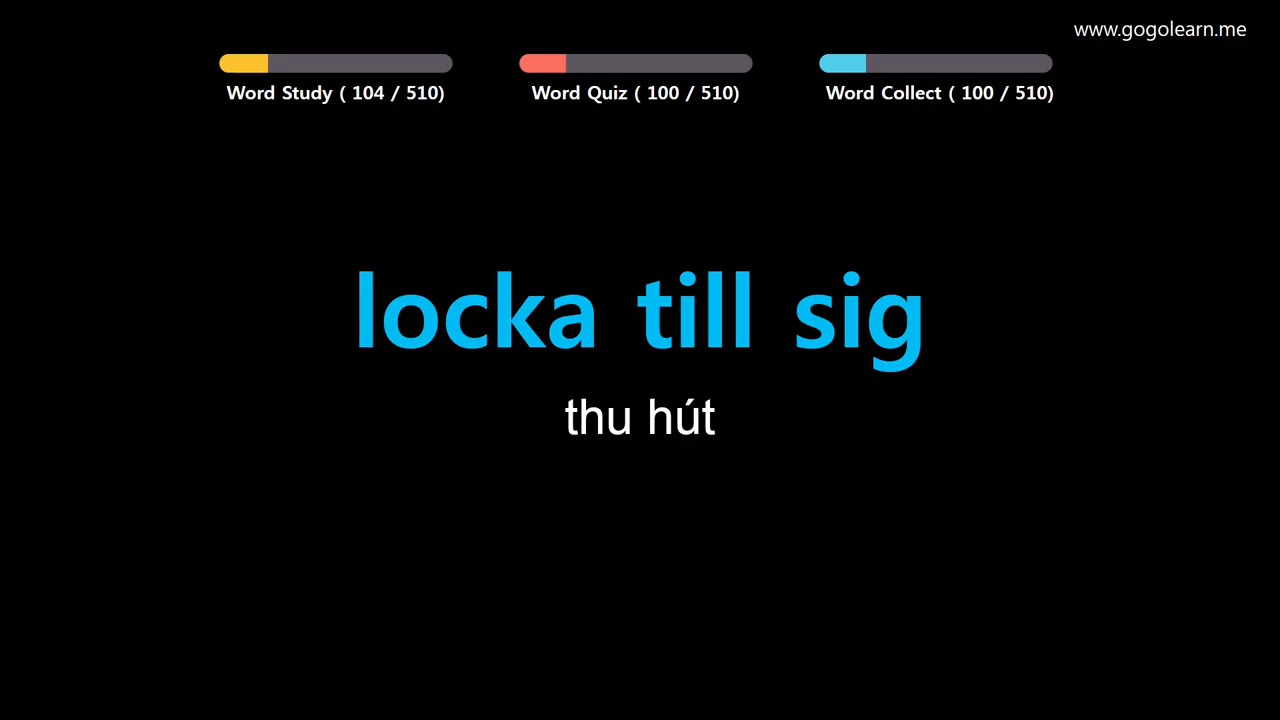 www.gogolearn.me
Word Study ( 104 / 510)
Word Quiz ( 100 / 510)
Word Collect ( 100 / 510)
locka till sig
thu hút